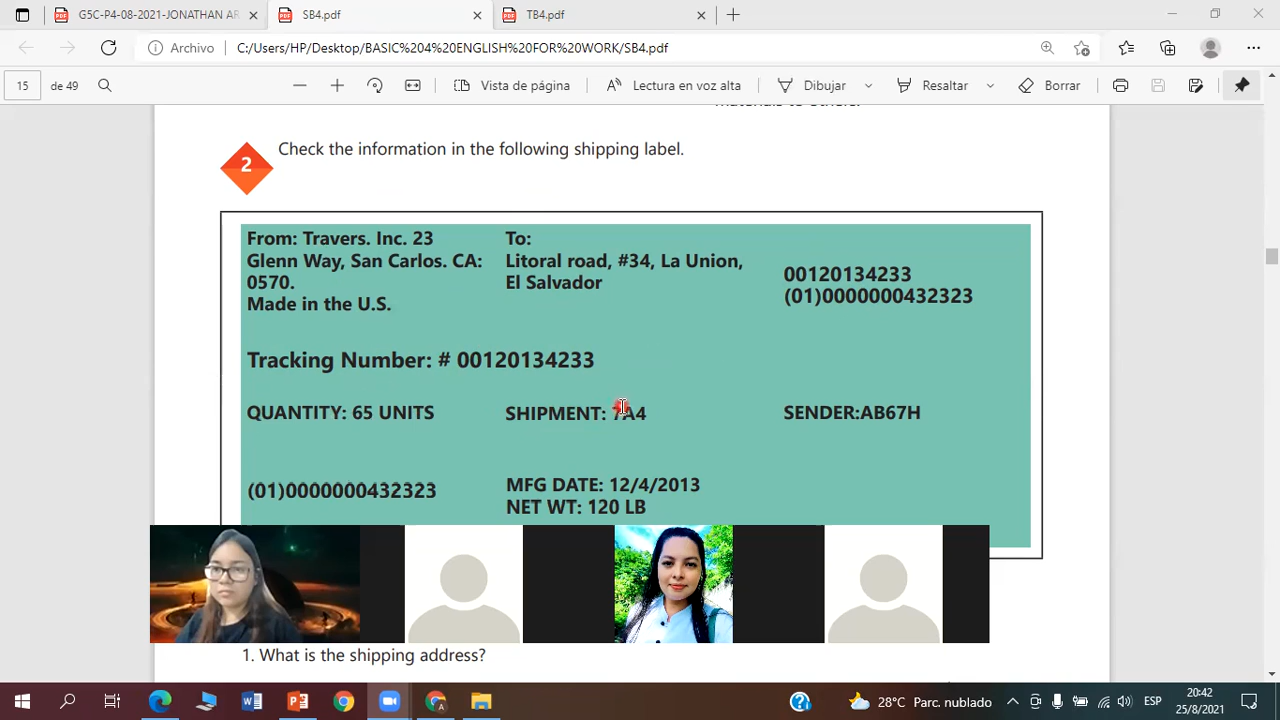 G5C-P4-08-2021-JONATHAN AR
SB4.pdf
TB4.pdf
Archivo
C:/Users/HP/Desktop/BASIC%204%20ENGLISH%20FOR%20WORK/SB4.pdf
15 de 49
Vista de página
Lectura en voz alta
Dibujar
Resaltar
Borrar
2
Check the information in the following shipping label.
From: Travers. Inc. 23
Glenn Way, San Carlos. CA:
0570.
Made in the U.S.
To:
Litoral road, #34, La Union,
El Salvador
00120134233
(01)0000000432323
Tracking Number: # 00120134233
QUANTITY: 65 UNITS
SHIPMENT: 7A4
SENDER:AB67H
(01)0000000432323
MFG DATE: 12/4/2013
NET WT: 120 LB
1. What is the shipping address?
28°C Parc. nublado
ESP
20:42
25/8/2021